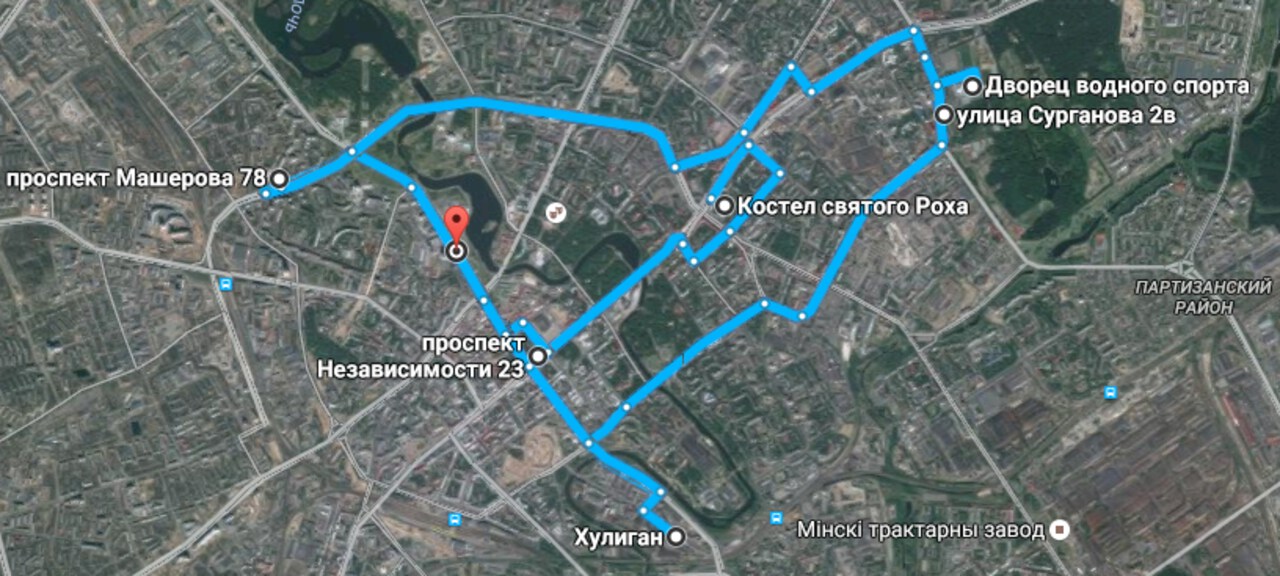 Дворец водного спорта
улица Сурганова 2в
проспект Машерова 78
Костел святого Роха
ПАРТИЗАНСКИЙ
РАЙОН
проспект
Независимости 23
Хулиган
Мінскі трактарны завод